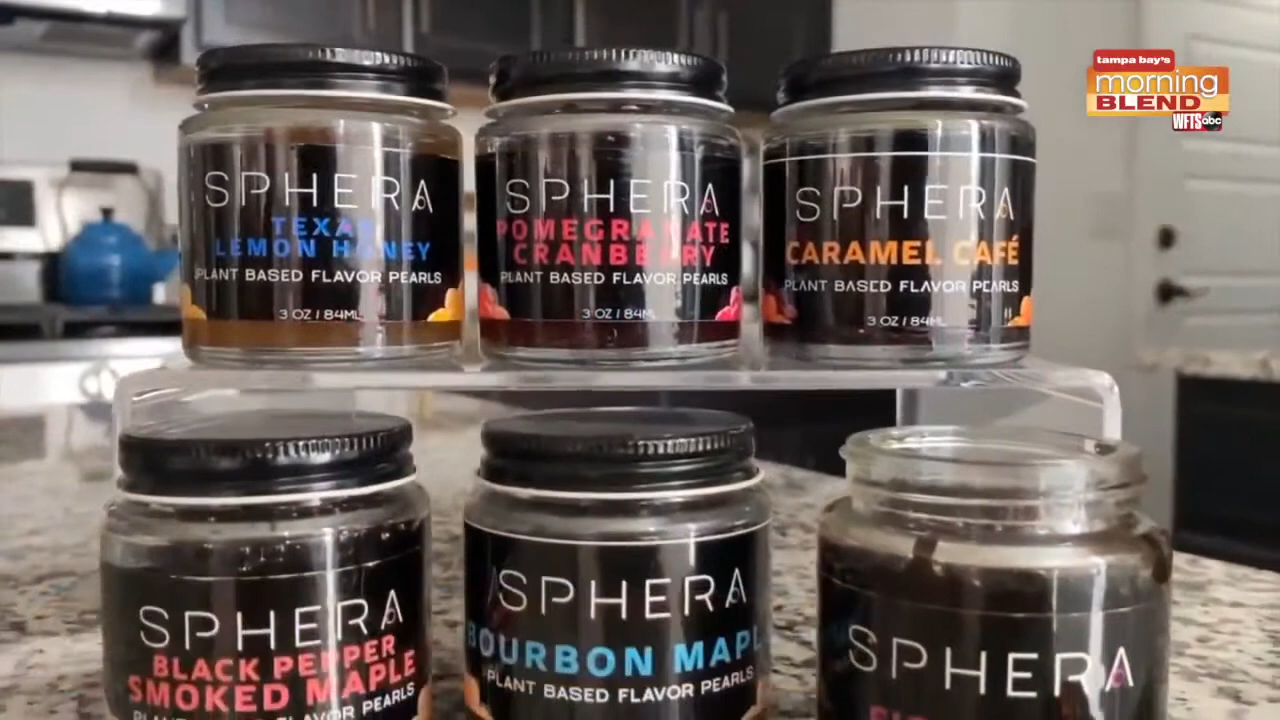 tampa bay's
morning
BLEND
WFTS abc
SPHERA
TEXAS
LEMON HONEY
PLANT BASED FLAVOR PEARLS
3 OZ / 84ML
SPHERA
POMEGRANATE
CRANBERRY
PLANT BASED FLAVOR PEARLS
3 OZ / 84ML
SPHERA
CARAMEL CAFÉ
PLANT BASED FLAVOR PEARLS
3 OZ / 84ML
SPHERA
BLACK PEPPER
SMOKED MAPLE
PLANT BASED FLAVOR PEARLS
SPHERA
BOURBON MAPL
PLANT BASED FLAVOR PEARLS
SPHERA